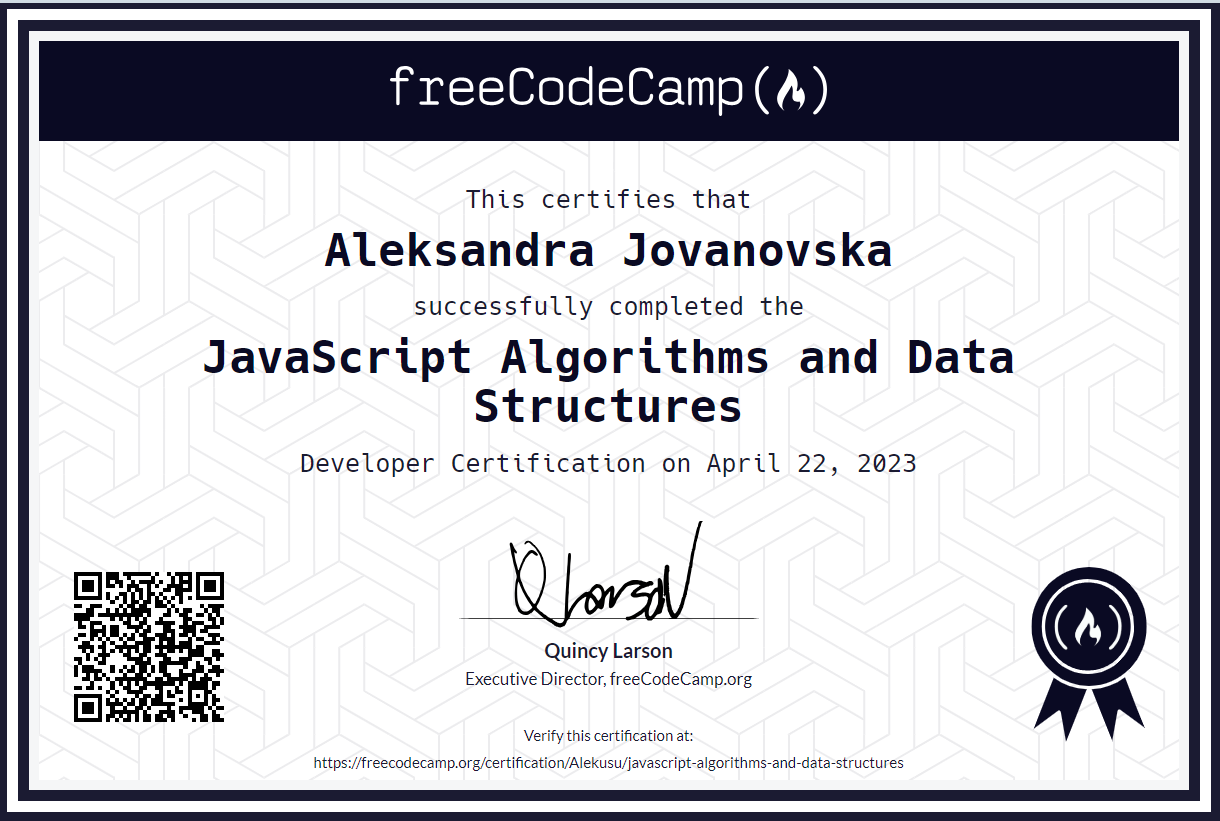 freeCodeCamp
This certifies that
Aleksandra Jovanovska
successfully completed the
JavaScript Algorithms and Data
Structures
Developer Certification on April 22, 2023
Q Larson
Quincy Larson
Executive Director, freeCodeCamp.org
Verify this certification at:
https://freecodecamp.org/certification/Alekusu/javascript-algorithms-and-data-structures